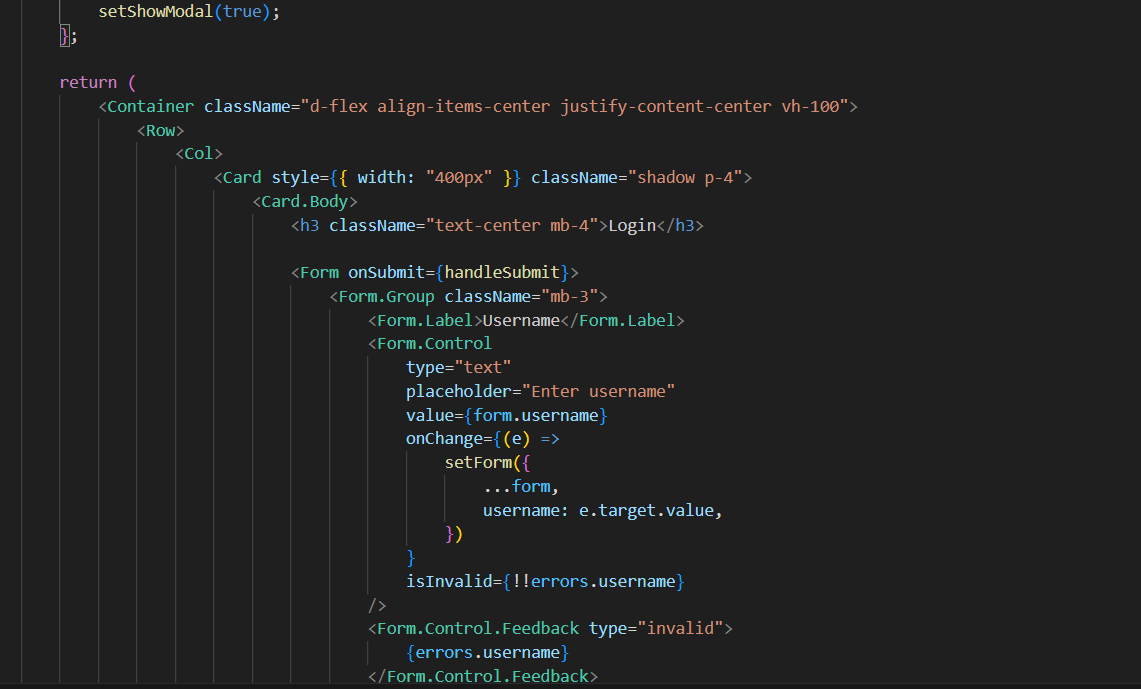 setShowModal(true);
};
return (
<Container className="d-flex align-items-center justify-content-center vh-100">
<Row>
<Col>
<Card style={{ width: "400px" }} className="shadow p-4">
<Card.Body>
<h3 className="text-center mb-4">Login</h3>
<Form onSubmit={handleSubmit}>
<Form.Group className="mb-3">
<Form.Label>Username</Form.Label>
<Form.Control
type="text"
placeholder="Enter username"
value={form.username}
onChange={(e) =>
setForm({
...form,
username: e.target.value,
})
}
isInvalid={!!errors.username}
/>
<Form.Control.Feedback type="invalid">
{errors.username}
</Form.Control.Feedback>